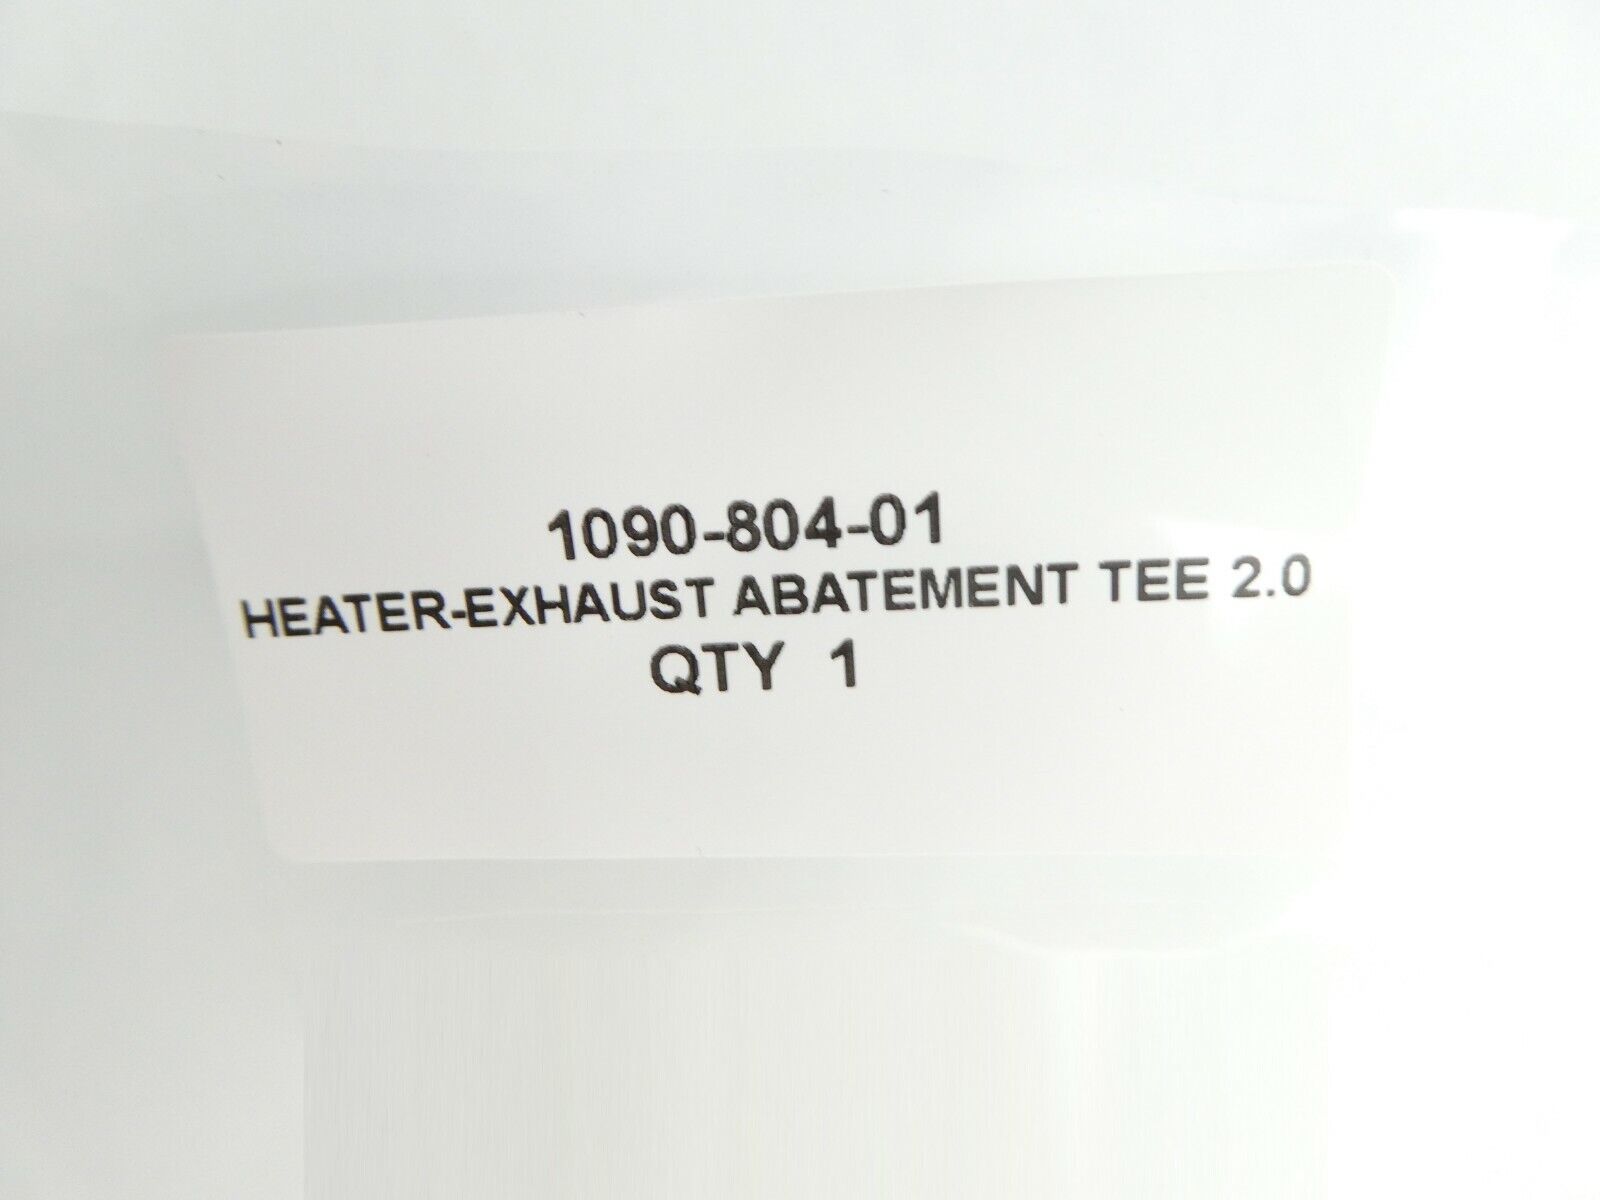 1090-804-01
HEATER-EXHAUST ABATEMENT TEE 2.0
QTY 1